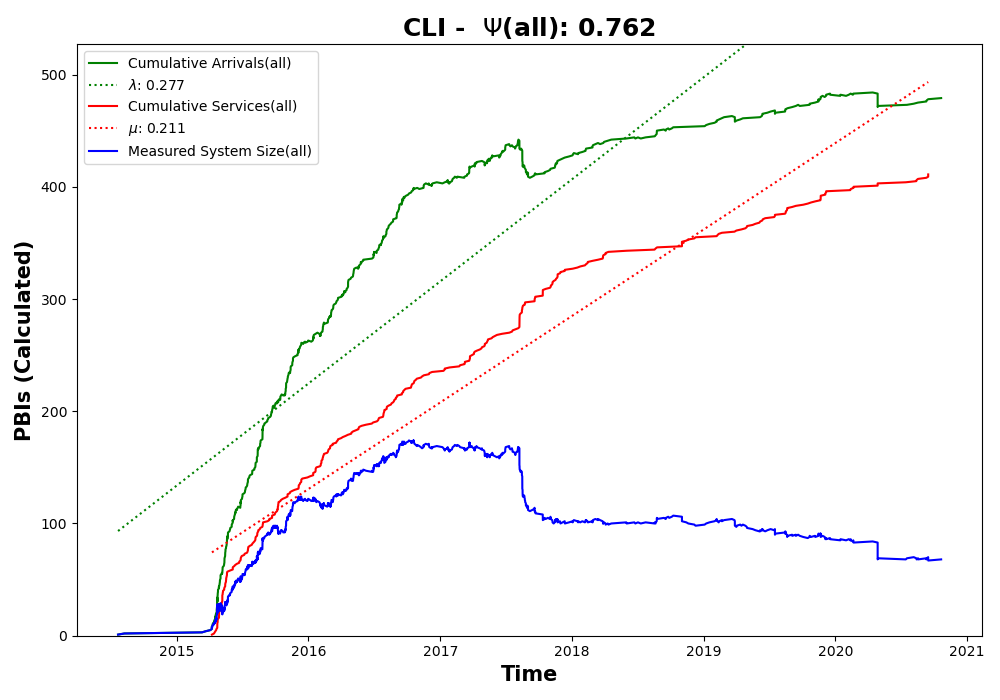 CLI - Ψ(all): 0.762
Cumulative Arrivals(all)
λ: 0.277
Cumulative Services(all)
μ: 0.211
Measured System Size(all)
PBIs (Calculated)
500
400
300
200
100
0
2015
2016
2017
2018
2019
2020
2021
Time